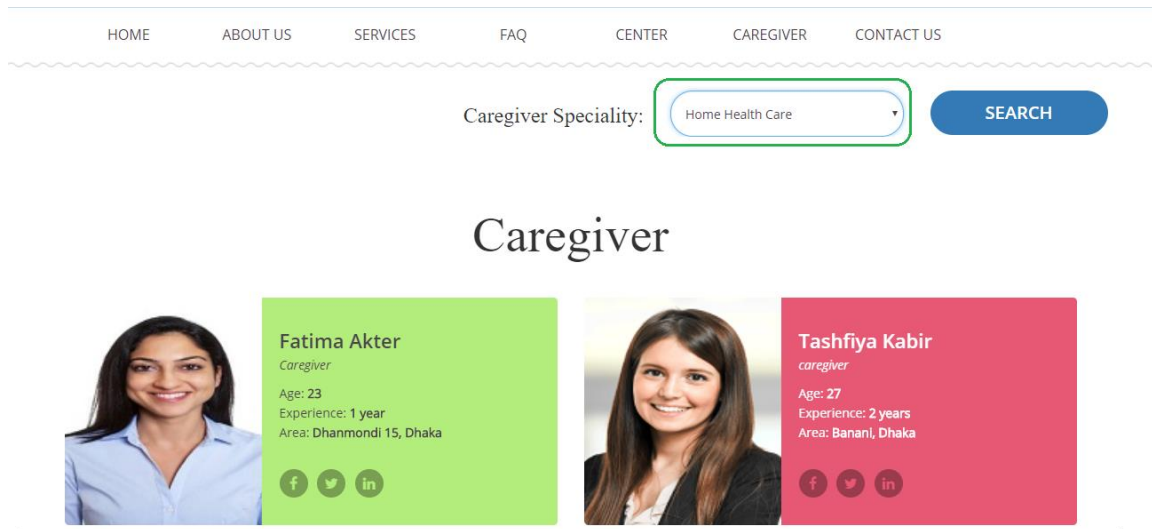 HOME ABOUT US SERVICES FAQ CENTER CAREGIVER CONTACT US
Caregiver Speciality: Home Health Care SEARCH
Caregiver
Fatima Akter
Caregiver
Age: 23
Experience: 1 year
Area: Dhanmondi 15, Dhaka
Tashfiya Kabir
caregiver
Age: 27
Experience: 2 years
Area: Banani, Dhaka